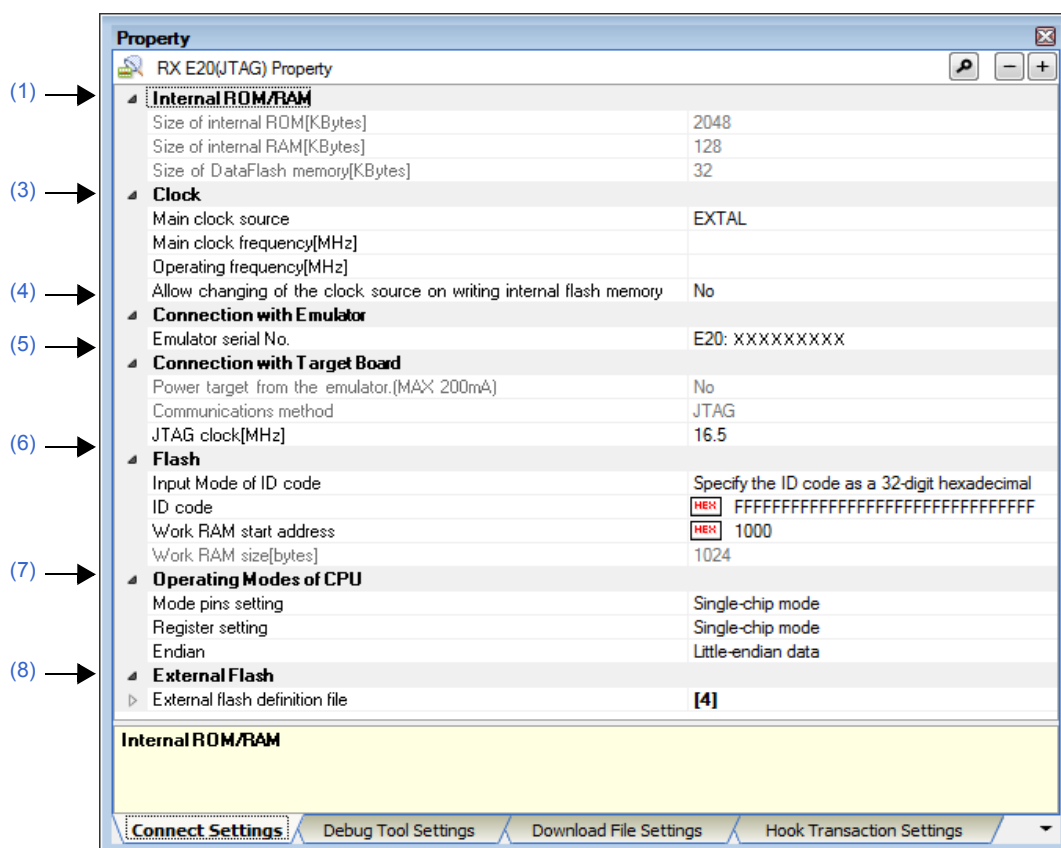 Property
RX E20(JTAG) Property
(1)
Internal ROM/RAM
Size of internal ROM[KBytes] 2048
Size of internal RAM[KBytes] 128
Size of DataFlash memory[KBytes] 32
(3)
Clock
Main clock source EXTAL
Main clock frequency[MHz]
Operating frequency[MHz]
(4)
Allow changing of the clock source on writing internal flash memory No
Connection with Emulator
Emulator serial No. E20: XXXXXXXXX
(5)
Connection with Target Board
Power target from the emulator.(MAX 200mA) No
Communications method JTAG
JTAG clock[MHz] 16.5
(6)
Flash
Input Mode of ID code Specify the ID code as a 32-digit hexadecimal
ID code HEX FFFFFFFFFFFFFFFFFFFFFFFFFFFFFFFF
Work RAM start address HEX 1000
Work RAM size[bytes] 1024
(7)
Operating Modes of CPU
Mode pins setting Single-chip mode
Register setting Single-chip mode
Endian Little-endian data
(8)
External Flash
External flash definition file [4]
Internal ROM/RAM
Connect Settings Debug Tool Settings Download File Settings Hook Transaction Settings